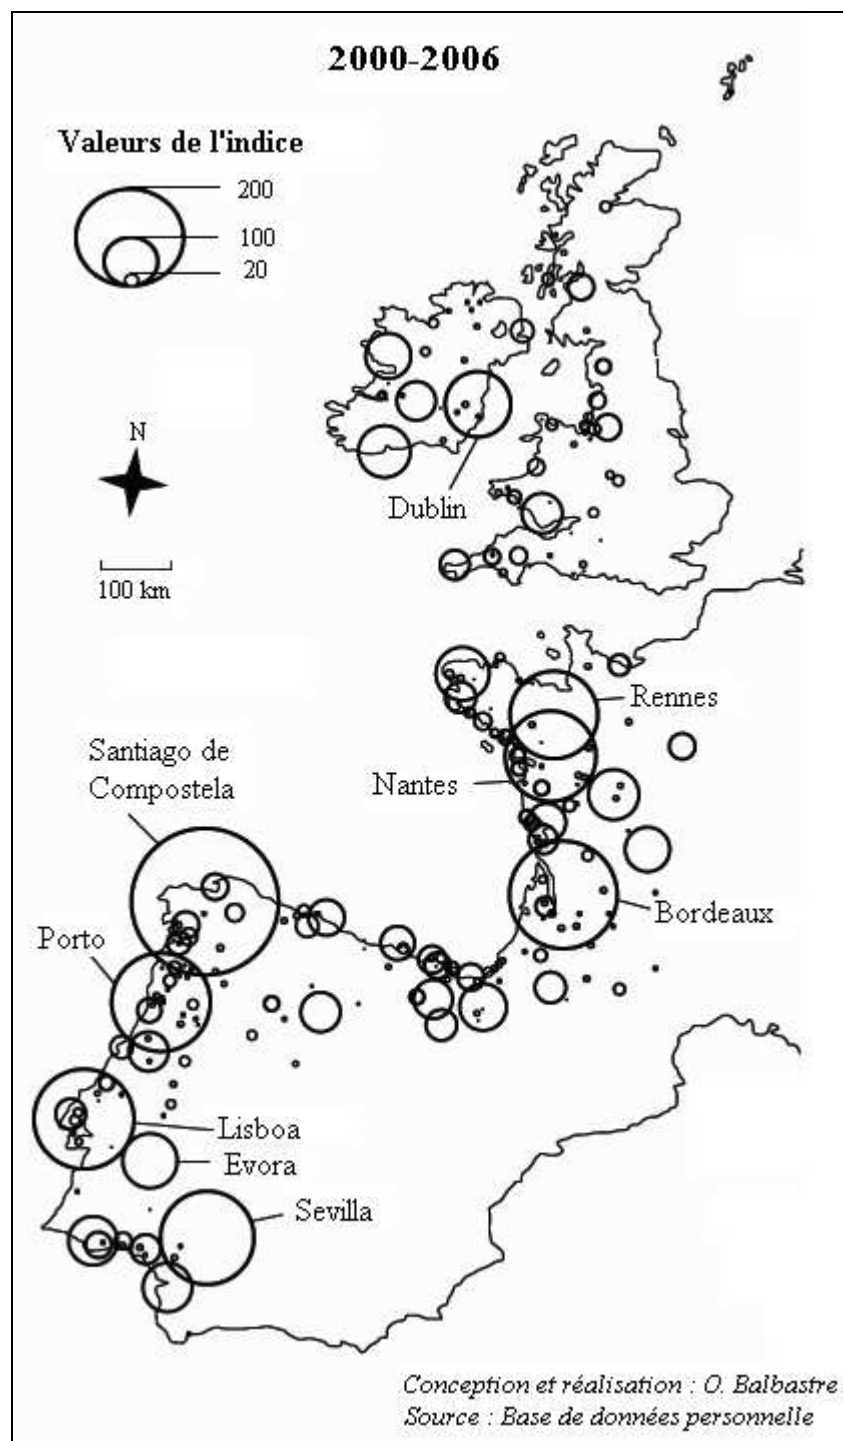 2000-2006
Valeurs de l'indice
200
100
20
N
100 km
Dublin
Rennes
Nantes
Santiago de
Compostela
Bordeaux
Porto
Lisboa
Evora
Sevilla
Conception et réalisation : O. Balbastre
Source : Base de données personnelle